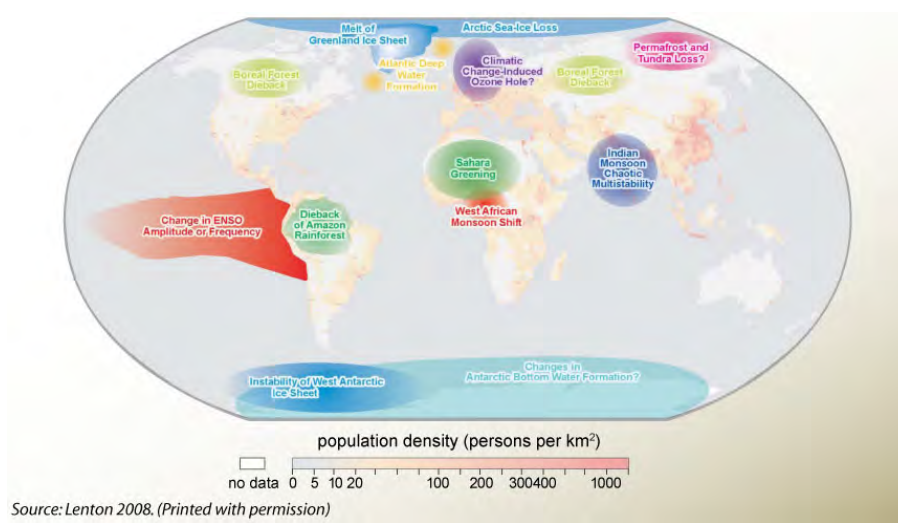 Melt of
Greenland Ice Sheet
Arctic Sea-Ice Loss
Atlantic Deep
Water
Formation
Climatic
Change-Induced
Ozone Hole?
Permafrost and
Tundra Loss?
Boreal Forest
Dieback
Boreal Forest
Dieback
Sahara
Greening
Indian
Monsoon
Chaotic
Multistability
West African
Monsoon Shift
Change in ENSO
Amplitude or Frequency
Dieback
of Amazon
Rainforest
Instability of West Antarctic
Ice Sheet
Changes in
Antarctic Bottom Water Formation?
population density (persons per km²)
no data
0 5 10 20 100 200 300 400 1000
Source: Lenton 2008. (Printed with permission)